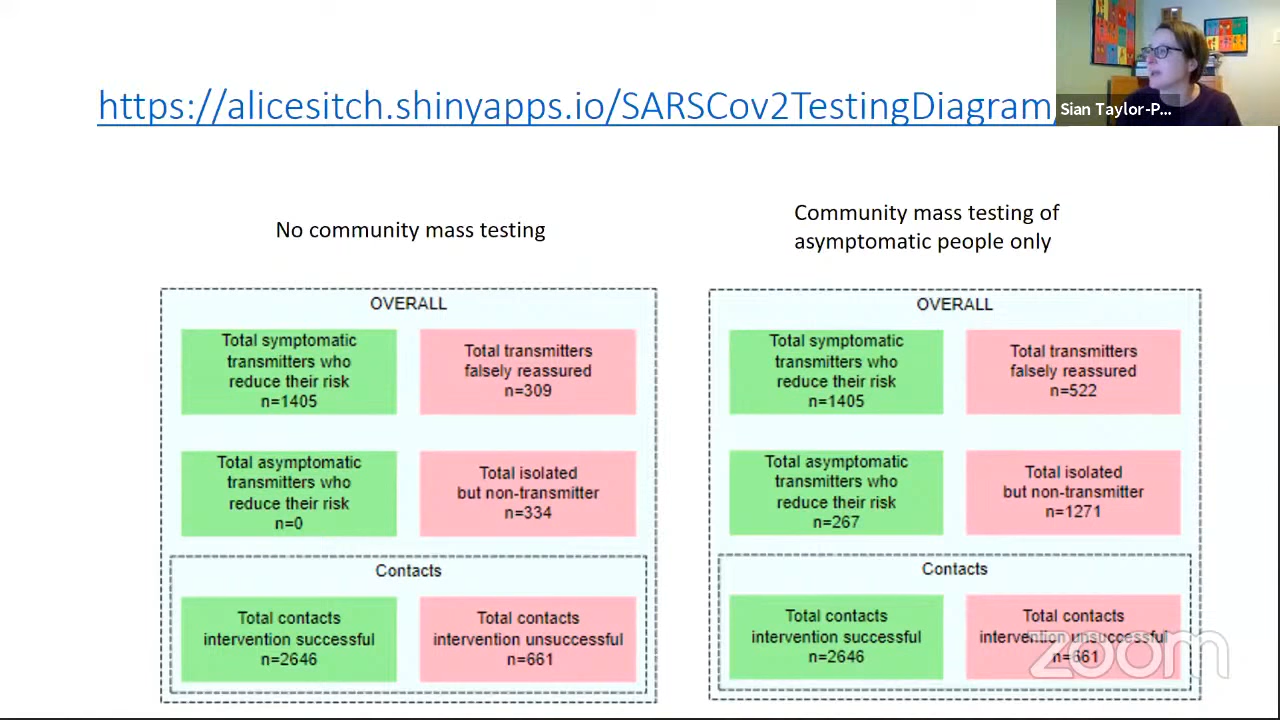 https://alicesitch.shinyapps.io/SARSCov2TestingDiagram/
Sian Taylor-P...
No community mass testing
Community mass testing of
asymptomatic people only
OVERALL
Total symptomatic
transmitters who
reduce their risk
n=1405
Total transmitters
falsely reassured
n=309
Total asymptomatic
transmitters who
reduce their risk
n=0
Total isolated
but non-transmitter
n=334
Contacts
Total contacts
intervention successful
n=2646
Total contacts
intervention unsuccessful
n=661
OVERALL
Total symptomatic
transmitters who
reduce their risk
n=1405
Total transmitters
falsely reassured
n=522
Total asymptomatic
transmitters who
reduce their risk
n=267
Total isolated
but non-transmitter
n=1271
Contacts
Total contacts
intervention successful
n=2646
Total contacts
intervention unsuccessful
n=661
zoom